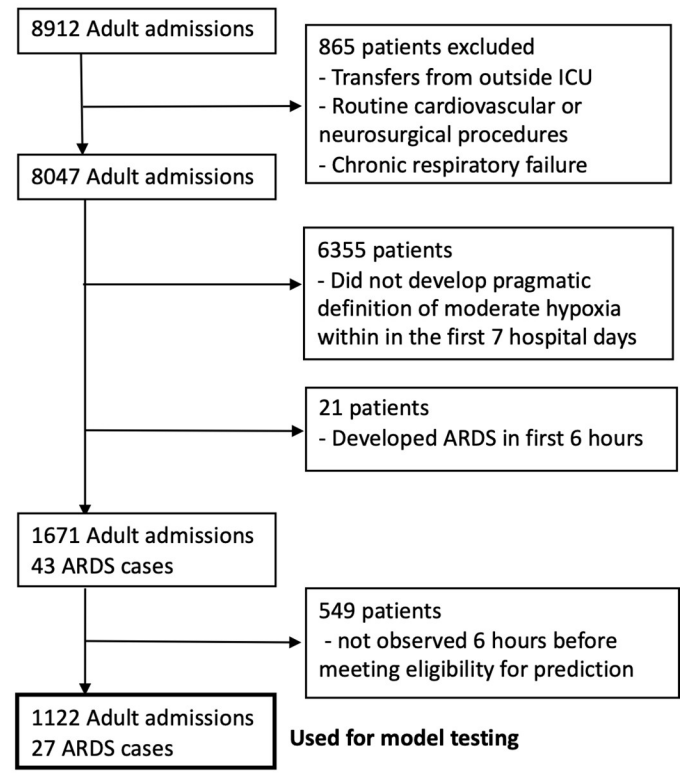 8912 Adult admissions
865 patients excluded
- Transfers from outside ICU
- Routine cardiovascular or
neurosurgical procedures
- Chronic respiratory failure
8047 Adult admissions
6355 patients
- Did not develop pragmatic
definition of moderate hypoxia
within in the first 7 hospital days
21 patients
- Developed ARDS in first 6 hours
1671 Adult admissions
43 ARDS cases
549 patients
- not observed 6 hours before
meeting eligibility for prediction
1122 Adult admissions
27 ARDS cases
Used for model testing